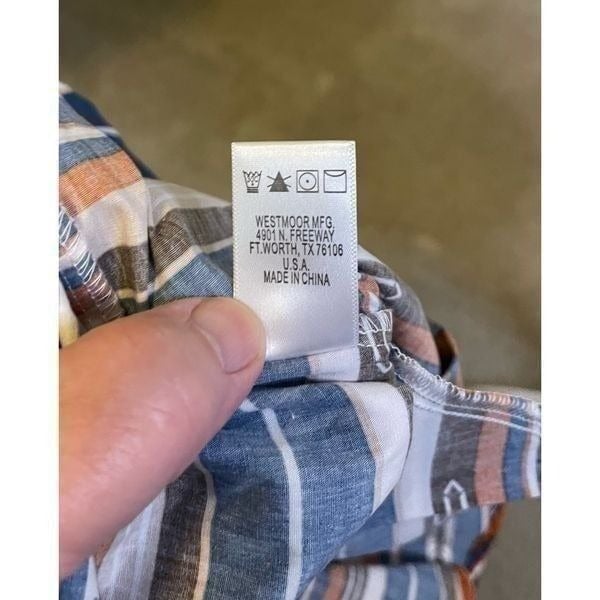 WESTMOOR MFG.
4901 N. FREEWAY
FT. WORTH, TX 76106
U.S.A.
MADE IN CHINA